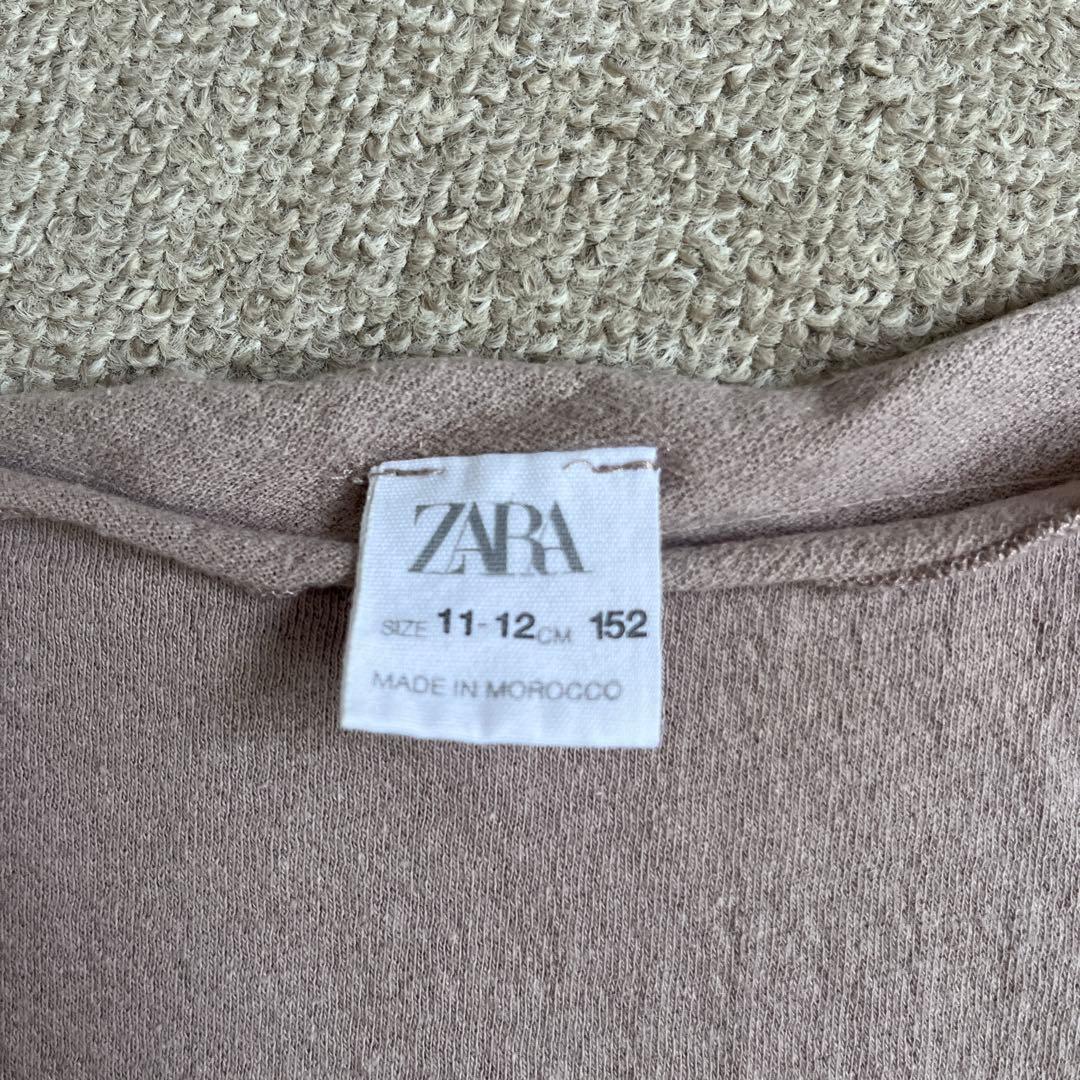 ZARA
SIZE 11-12 CM 152
MADE IN MOROCCO